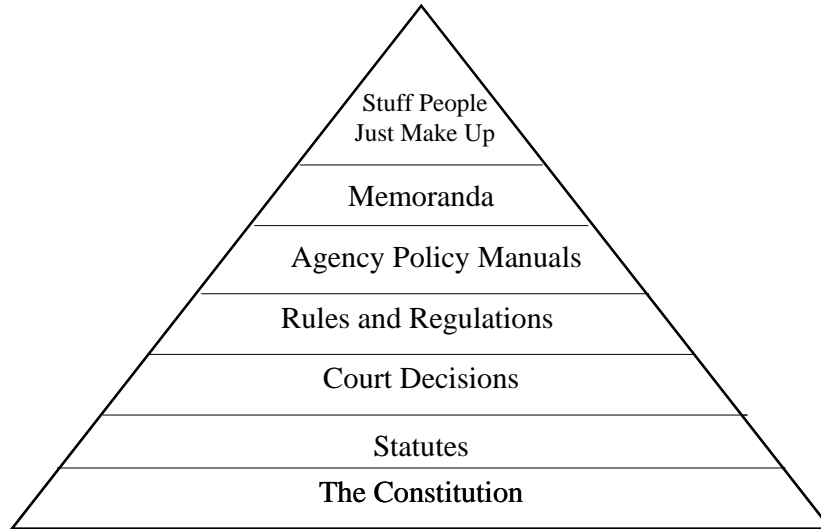 Stuff People
Just Make Up
Memoranda
Agency Policy Manuals
Rules and Regulations
Court Decisions
Statutes
The Constitution